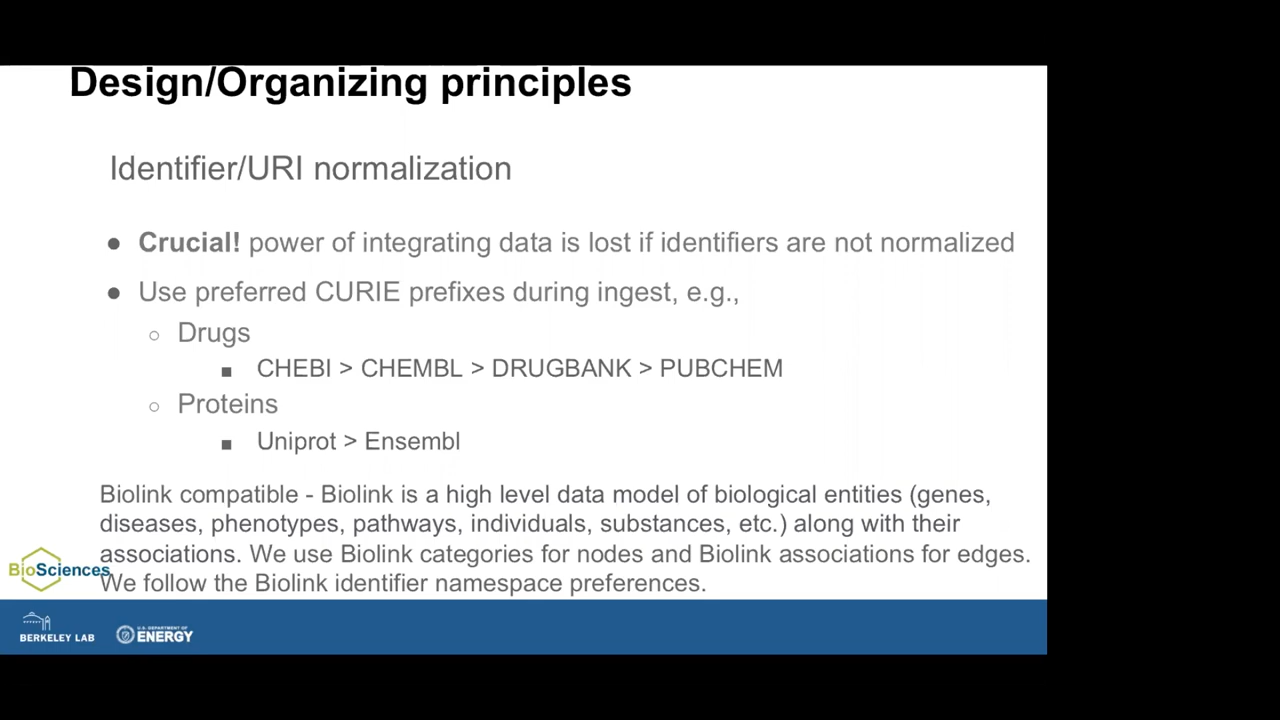 Design/Organizing principles
Identifier/URI normalization
● Crucial! power of integrating data is lost if identifiers are not normalized
● Use preferred CURIE prefixes during ingest, e.g.,
○ Drugs
■ CHEBI > CHEMBL > DRUGBANK > PUBCHEM
○ Proteins
■ Uniprot > Ensembl
Biolink compatible - Biolink is a high level data model of biological entities (genes,
diseases, phenotypes, pathways, individuals, substances, etc.) along with their
associations. We use Biolink categories for nodes and Biolink associations for edges.
We follow the Biolink identifier namespace preferences.
BioSciences
BERKELEY LAB
U.S. DEPARTMENT OF
ENERGY